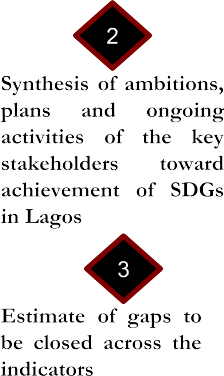 2
Synthesis of ambitions,
plans and ongoing
activities of the key
stakeholders toward
achievement of SDGs
in Lagos
3
Estimate of gaps to
be closed across the
indicators